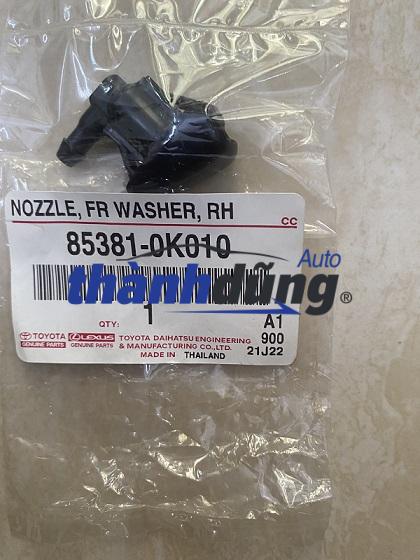 NOZZLE, FR WASHER, RH
CC
85381-0K010
Auto
thànhdũng®
QTY: 1 A1
TOYOTA LEXUS TOYOTA DAIHATSU ENGINEERING 900
GENUINE PARTS GENUINE PARTS & MANUFACTURING CO.,LTD. 21J22
MADE IN THAILAND